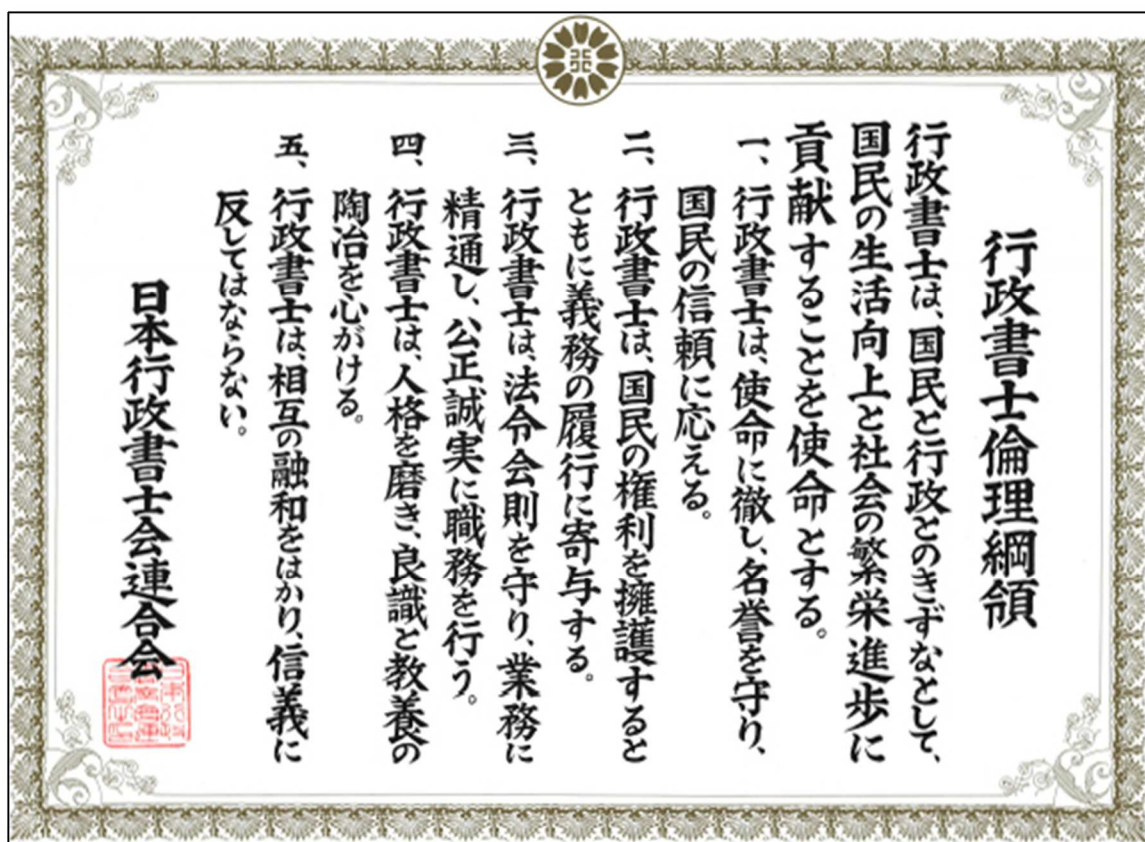 行政書士倫理綱領
行政書士は、国民と行政とのきずなとして、
国民の生活向上と社会の繁栄進歩に
貢献することを使命とする。
一、行政書士は、使命に徹し、名誉を守り、
国民の信頼に応える。
二、行政書士は、国民の権利を擁護すると
ともに義務の履行に寄与する。
三、行政書士は、法令会則を守り、業務に
精通し、公正誠実に職務を行う。
四、行政書士は、人格を磨き、良識と教養の
陶冶を心がける。
五、行政書士は、相互の融和をはかり、信義に
反してはならない。
日本行政書士会連合会